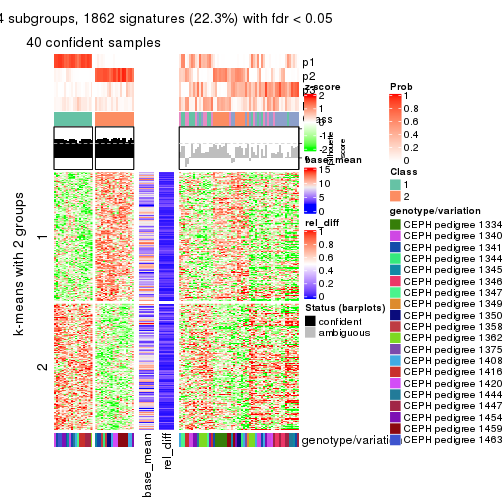 4 subgroups, 1862 signatures (22.3%) with fdr < 0.05
40 confident samples
p1
p2
k-means with 2 groups
1
2
base_mean
rel_diff
genotype/variation
z-score
2
1
-2
base_mean
15
10
5
0
rel_diff
1
0.8
0.6
0.4
0.2
0
Status (barplots)
confident
ambiguous
score
Prob
1
0.8
0.6
0.4
0.2
0
Class
1
2
genotype/variation
CEPH pedigree 1334
CEPH pedigree 1340
CEPH pedigree 1341
CEPH pedigree 1344
CEPH pedigree 1345
CEPH pedigree 1346
CEPH pedigree 1347
CEPH pedigree 1349
CEPH pedigree 1350
CEPH pedigree 1358
CEPH pedigree 1362
CEPH pedigree 1375
CEPH pedigree 1408
CEPH pedigree 1416
CEPH pedigree 1420
CEPH pedigree 1444
CEPH pedigree 1447
CEPH pedigree 1454
CEPH pedigree 1459
CEPH pedigree 1463